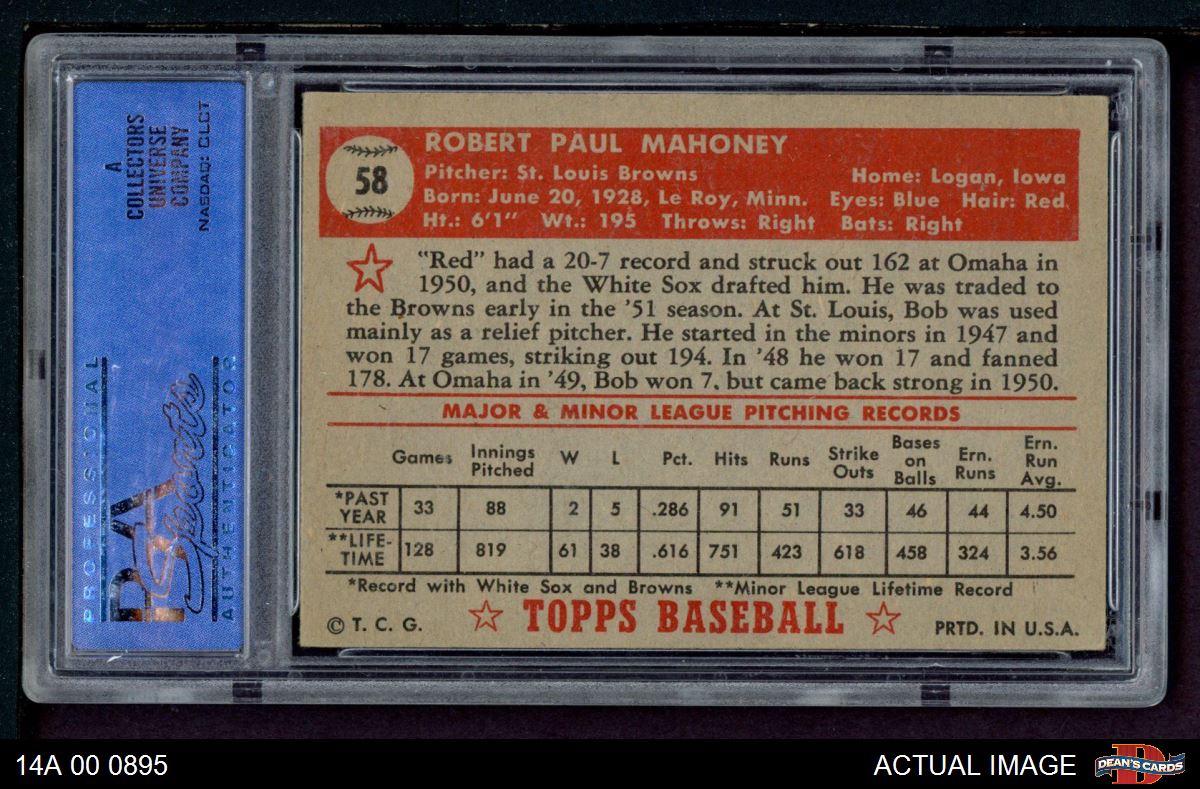 A
COLLECTORS
UNIVERSE
COMPANY
NASDAQ: CLCT
PROFESSIONAL
PSA
Sports
AUTHENTICATOR
58
ROBERT PAUL MAHONEY
Pitcher: St. Louis Browns Home: Logan, Iowa
Born: June 20, 1928, Le Roy, Minn. Eyes: Blue Hair: Red
Ht.: 6'1" Wt.: 195 Throws: Right Bats: Right
"Red" had a 20-7 record and struck out 162 at Omaha in
1950, and the White Sox drafted him. He was traded to
the Browns early in the '51 season. At St. Louis, Bob was used
mainly as a relief pitcher. He started in the minors in 1947 and
won 17 games, striking out 194. In '48 he won 17 and fanned
178. At Omaha in '49, Bob won 7, but came back strong in 1950.
MAJOR & MINOR LEAGUE PITCHING RECORDS
Games Innings Pitched W L Pct. Hits Runs Strike Outs Bases on Balls Ern. Runs Ern. Run Avg.
*PAST YEAR 33 88 2 5 .286 91 51 33 46 44 4.50
**LIFE-TIME 128 819 61 38 .616 751 423 618 458 324 3.56
*Record with White Sox and Browns **Minor League Lifetime Record
© T. C. G. TOPPS BASEBALL PRTD. IN U.S.A.
14A 00 0895 ACTUAL IMAGE DEAN'S CARDS